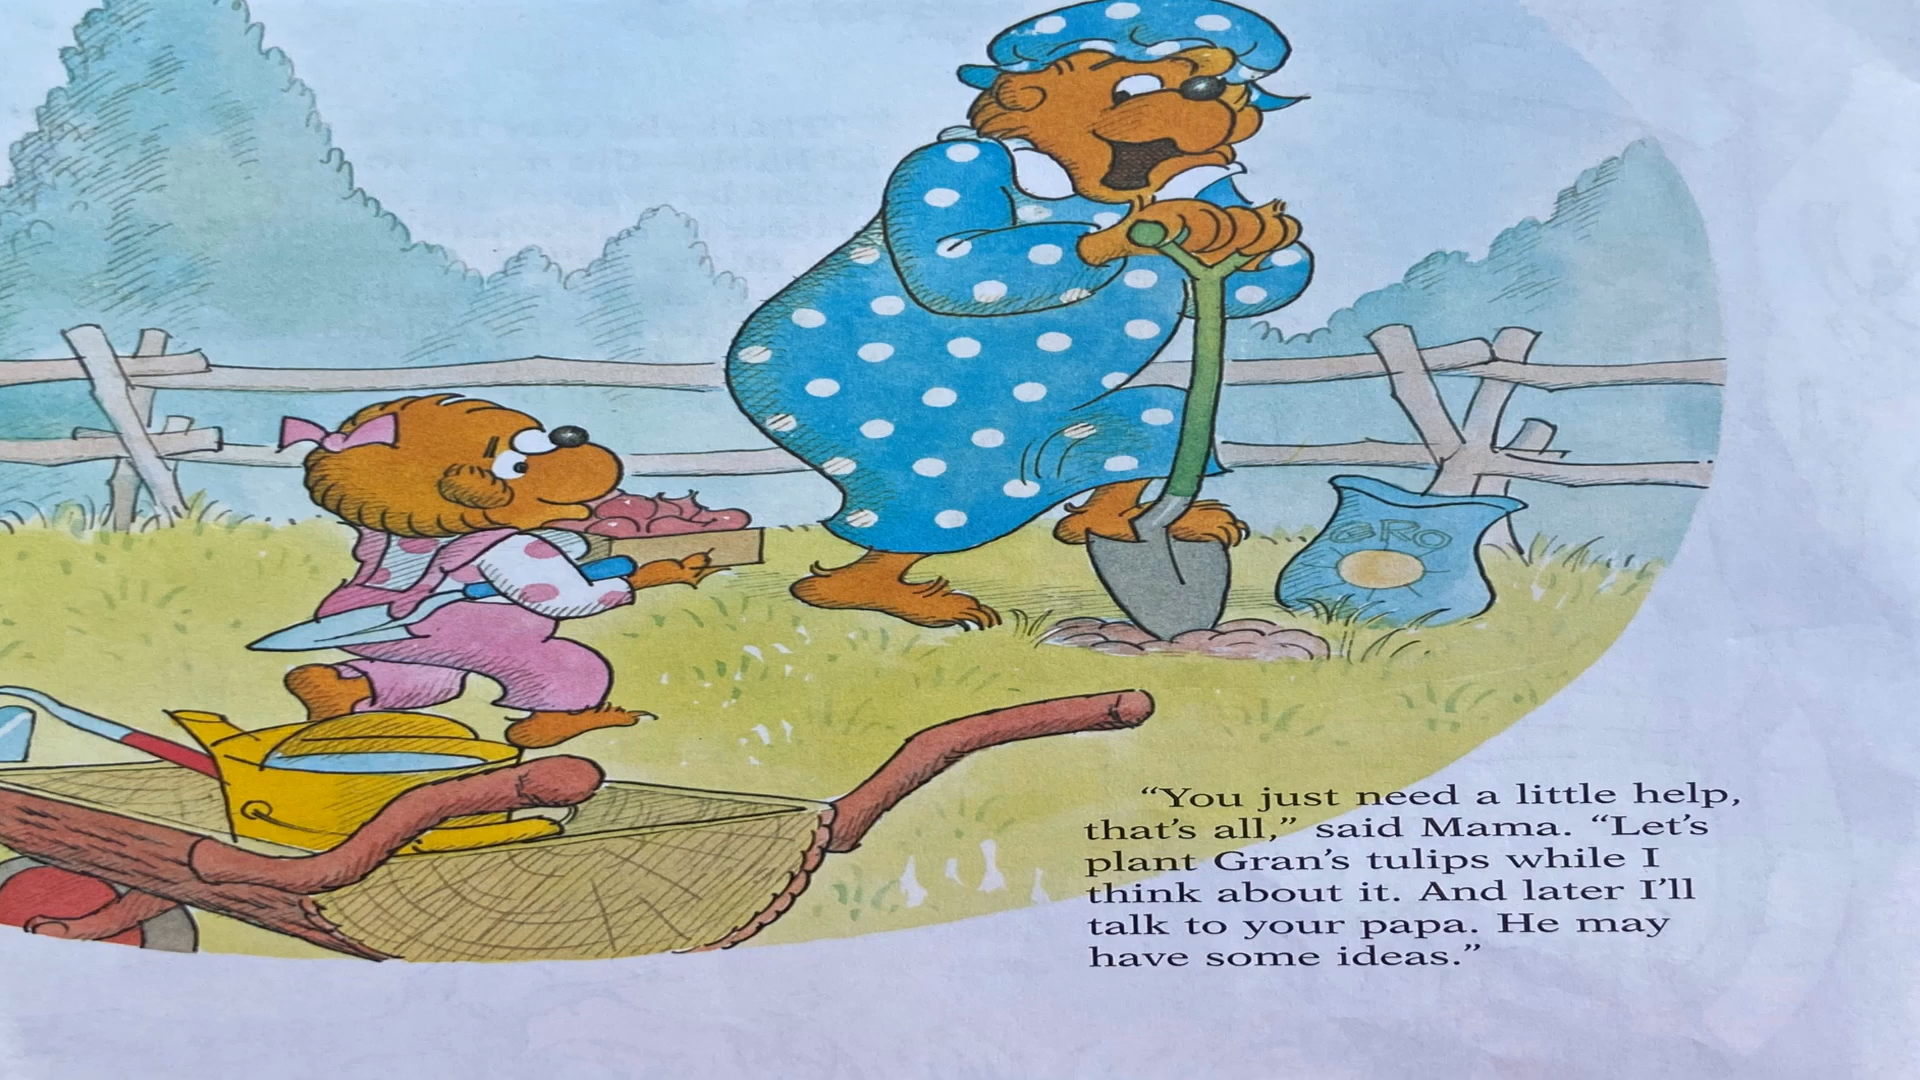 GRO
“You just need a little help,
that’s all,” said Mama. “Let’s
plant Gran’s tulips while I
think about it. And later I’ll
talk to your papa. He may
have some ideas.”